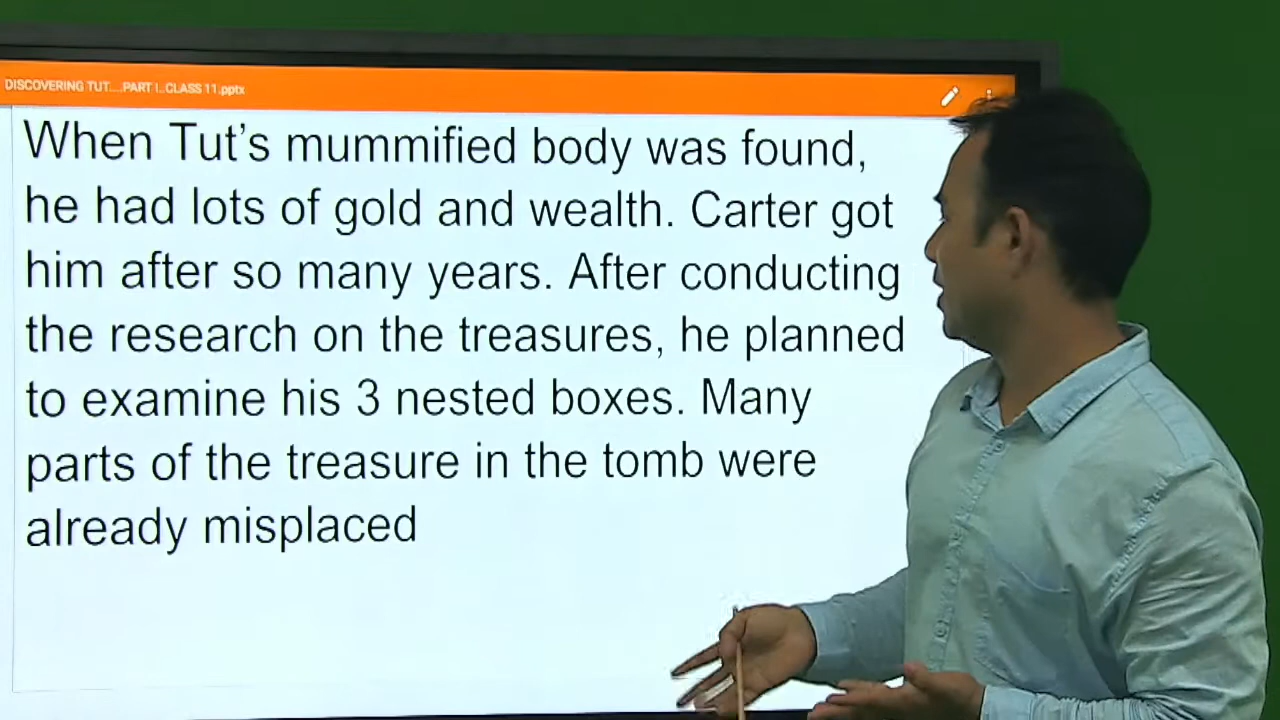 DISCOVERING TUT....PART I..CLASS 11.pptx
When Tut's mummified body was found,
he had lots of gold and wealth. Carter got
him after so many years. After conducting
the research on the treasures, he planned
to examine his 3 nested boxes. Many
parts of the treasure in the tomb were
already misplaced